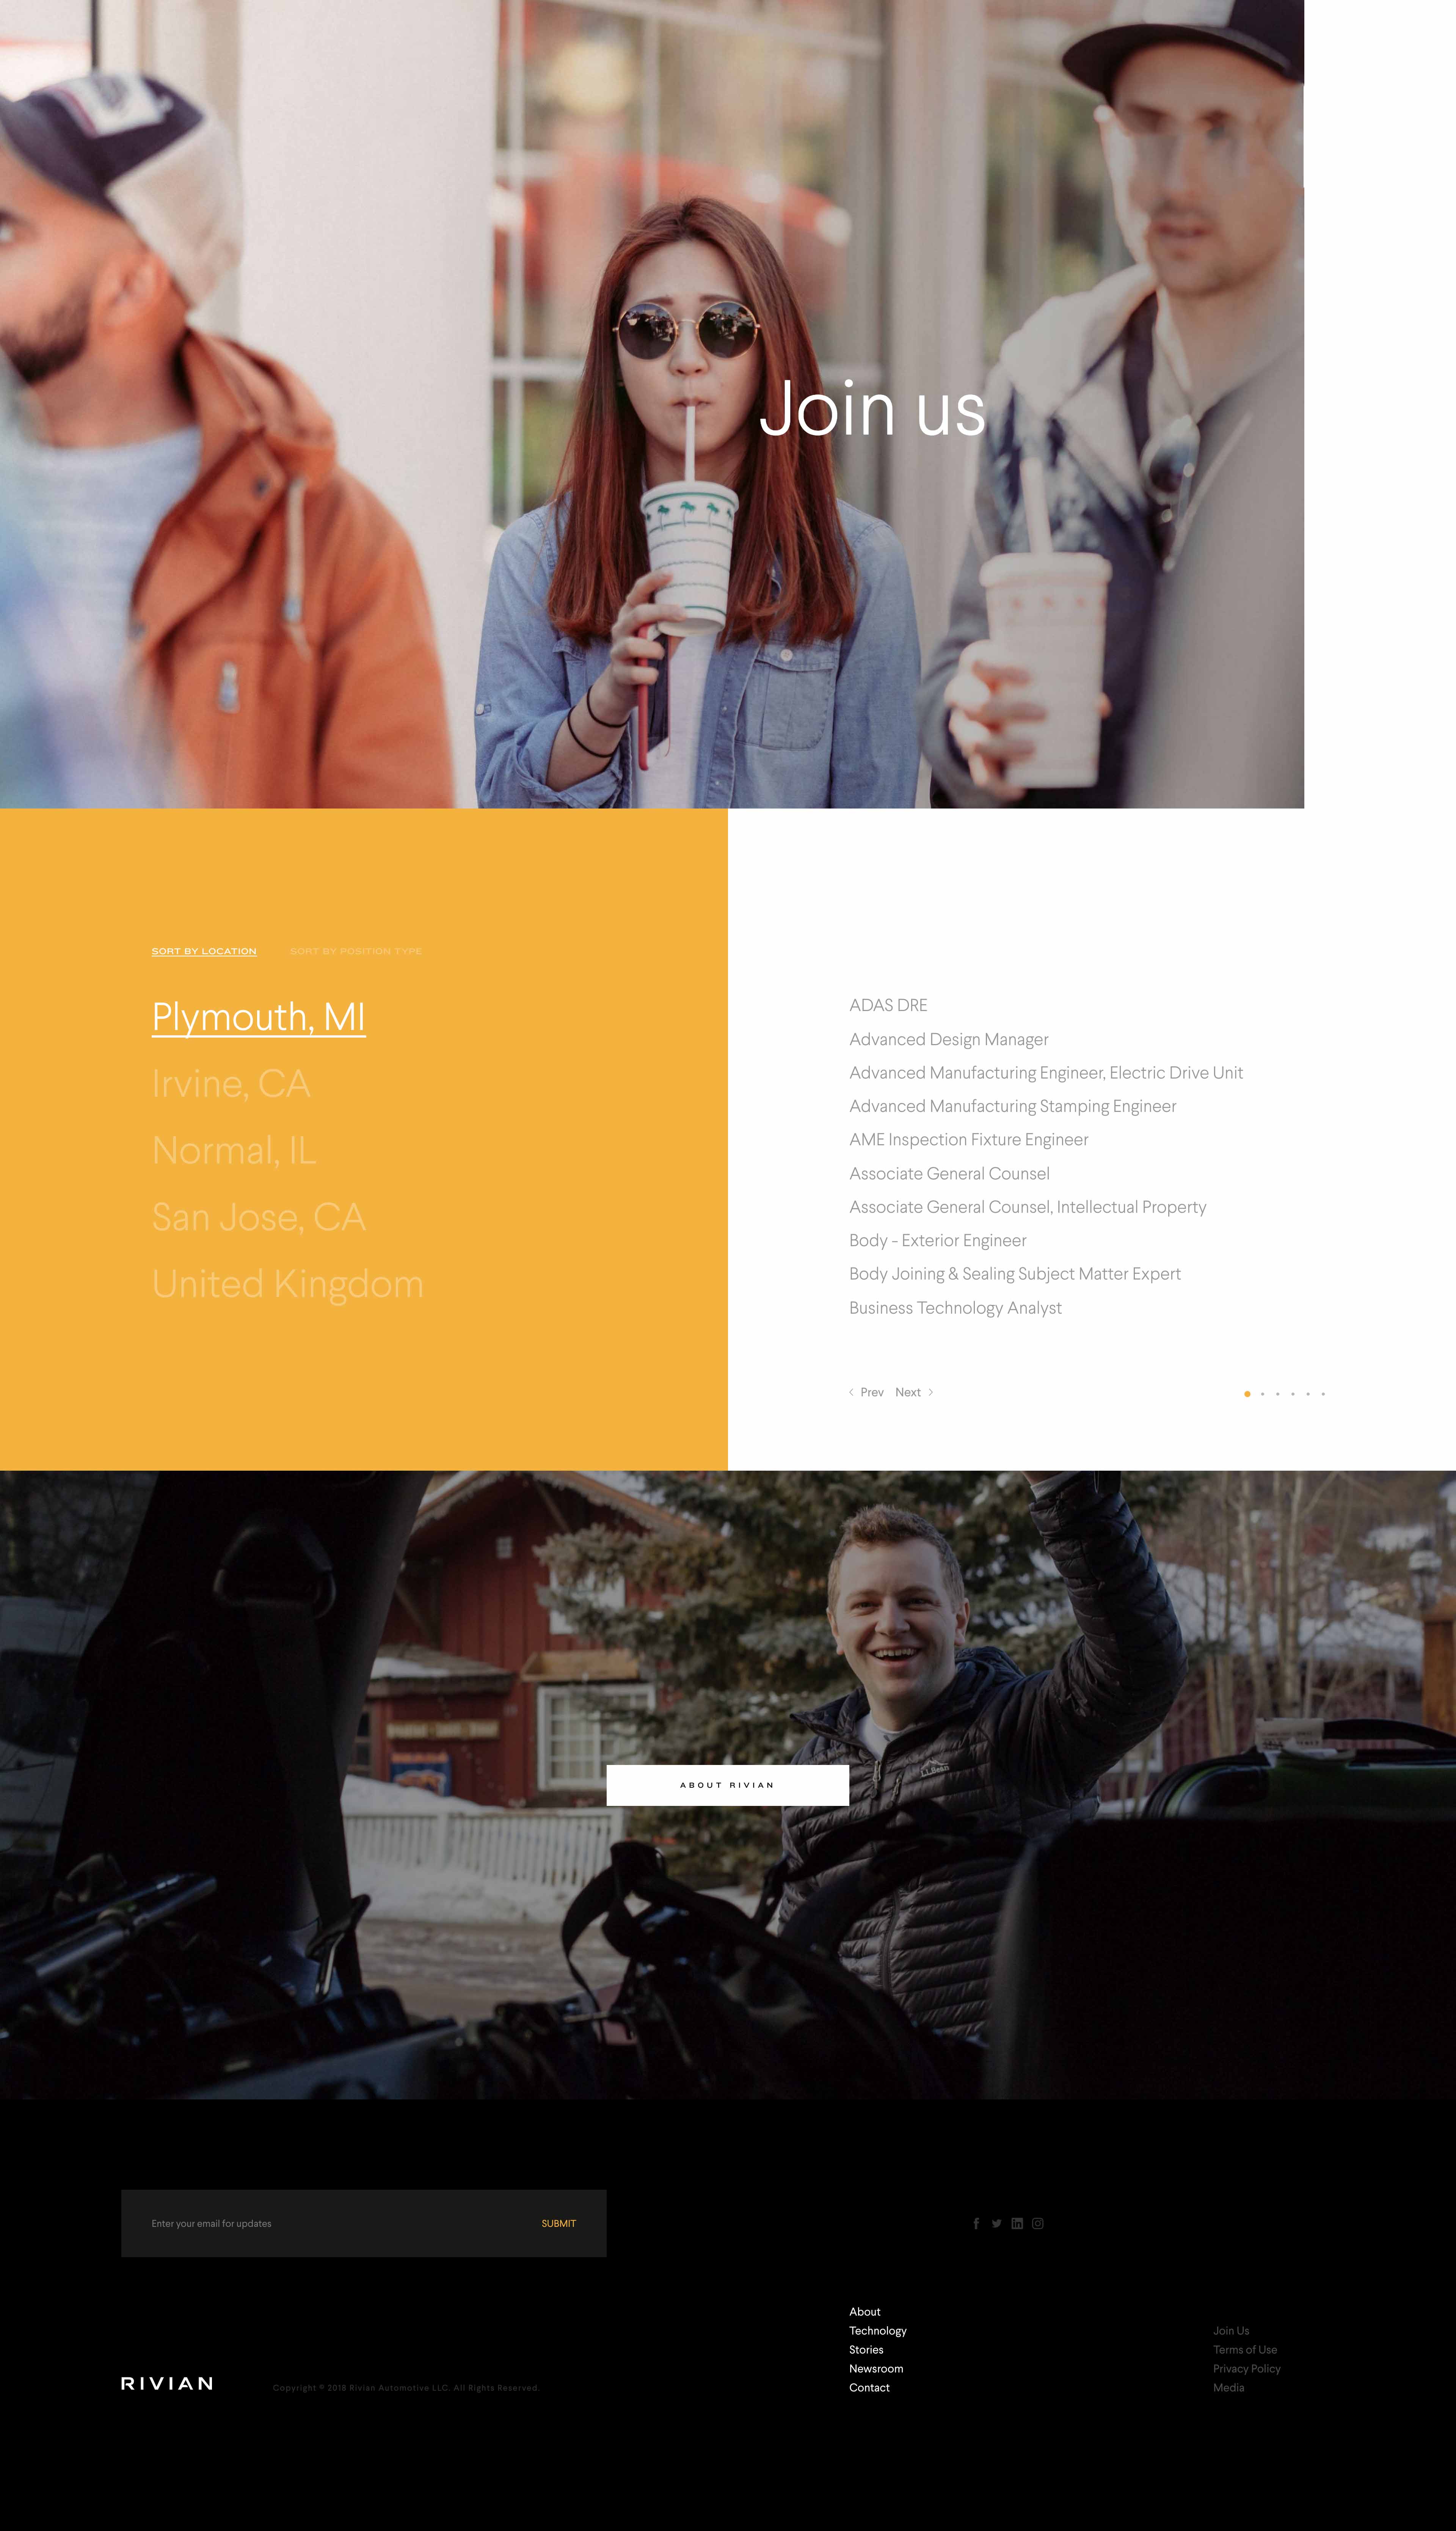 Join us
SORT BY LOCATION
SORT BY POSITION TYPE
Plymouth, MI
Irvine, CA
Normal, IL
San Jose, CA
United Kingdom
ADAS DRE
Advanced Design Manager
Advanced Manufacturing Engineer, Electric Drive Unit
Advanced Manufacturing Stamping Engineer
AME Inspection Fixture Engineer
Associate General Counsel
Associate General Counsel, Intellectual Property
Body - Exterior Engineer
Body Joining & Sealing Subject Matter Expert
Business Technology Analyst
Prev Next
L.L.Bean
ABOUT RIVIAN
Enter your email for updates
SUBMIT
About
Technology
Stories
Newsroom
Contact
Join Us
Terms of Use
Privacy Policy
Media
RIVIAN
Copyright © 2018 Rivian Automotive LLC. All Rights Reserved.